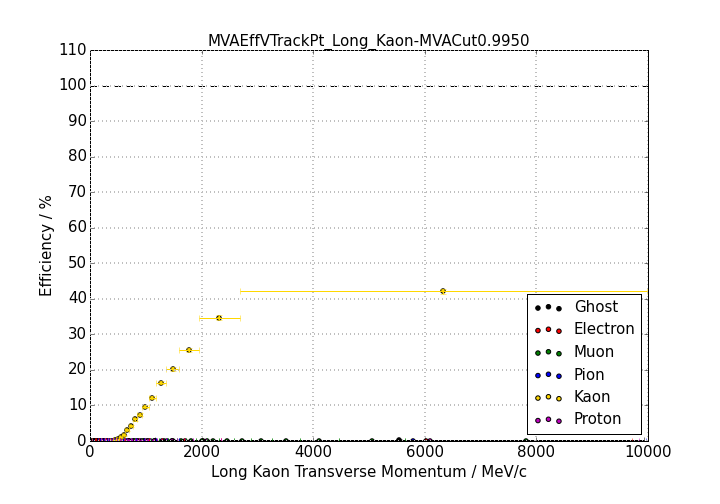 MVAEffVTrackPt_Long_Kaon-MVACut0.9950
110
100
90
80
70
60
50
40
30
20
10
0
Efficiency / %
Ghost
Electron
Muon
Pion
Kaon
Proton
0 2000 4000 6000 8000 10000
Long Kaon Transverse Momentum / MeV/c